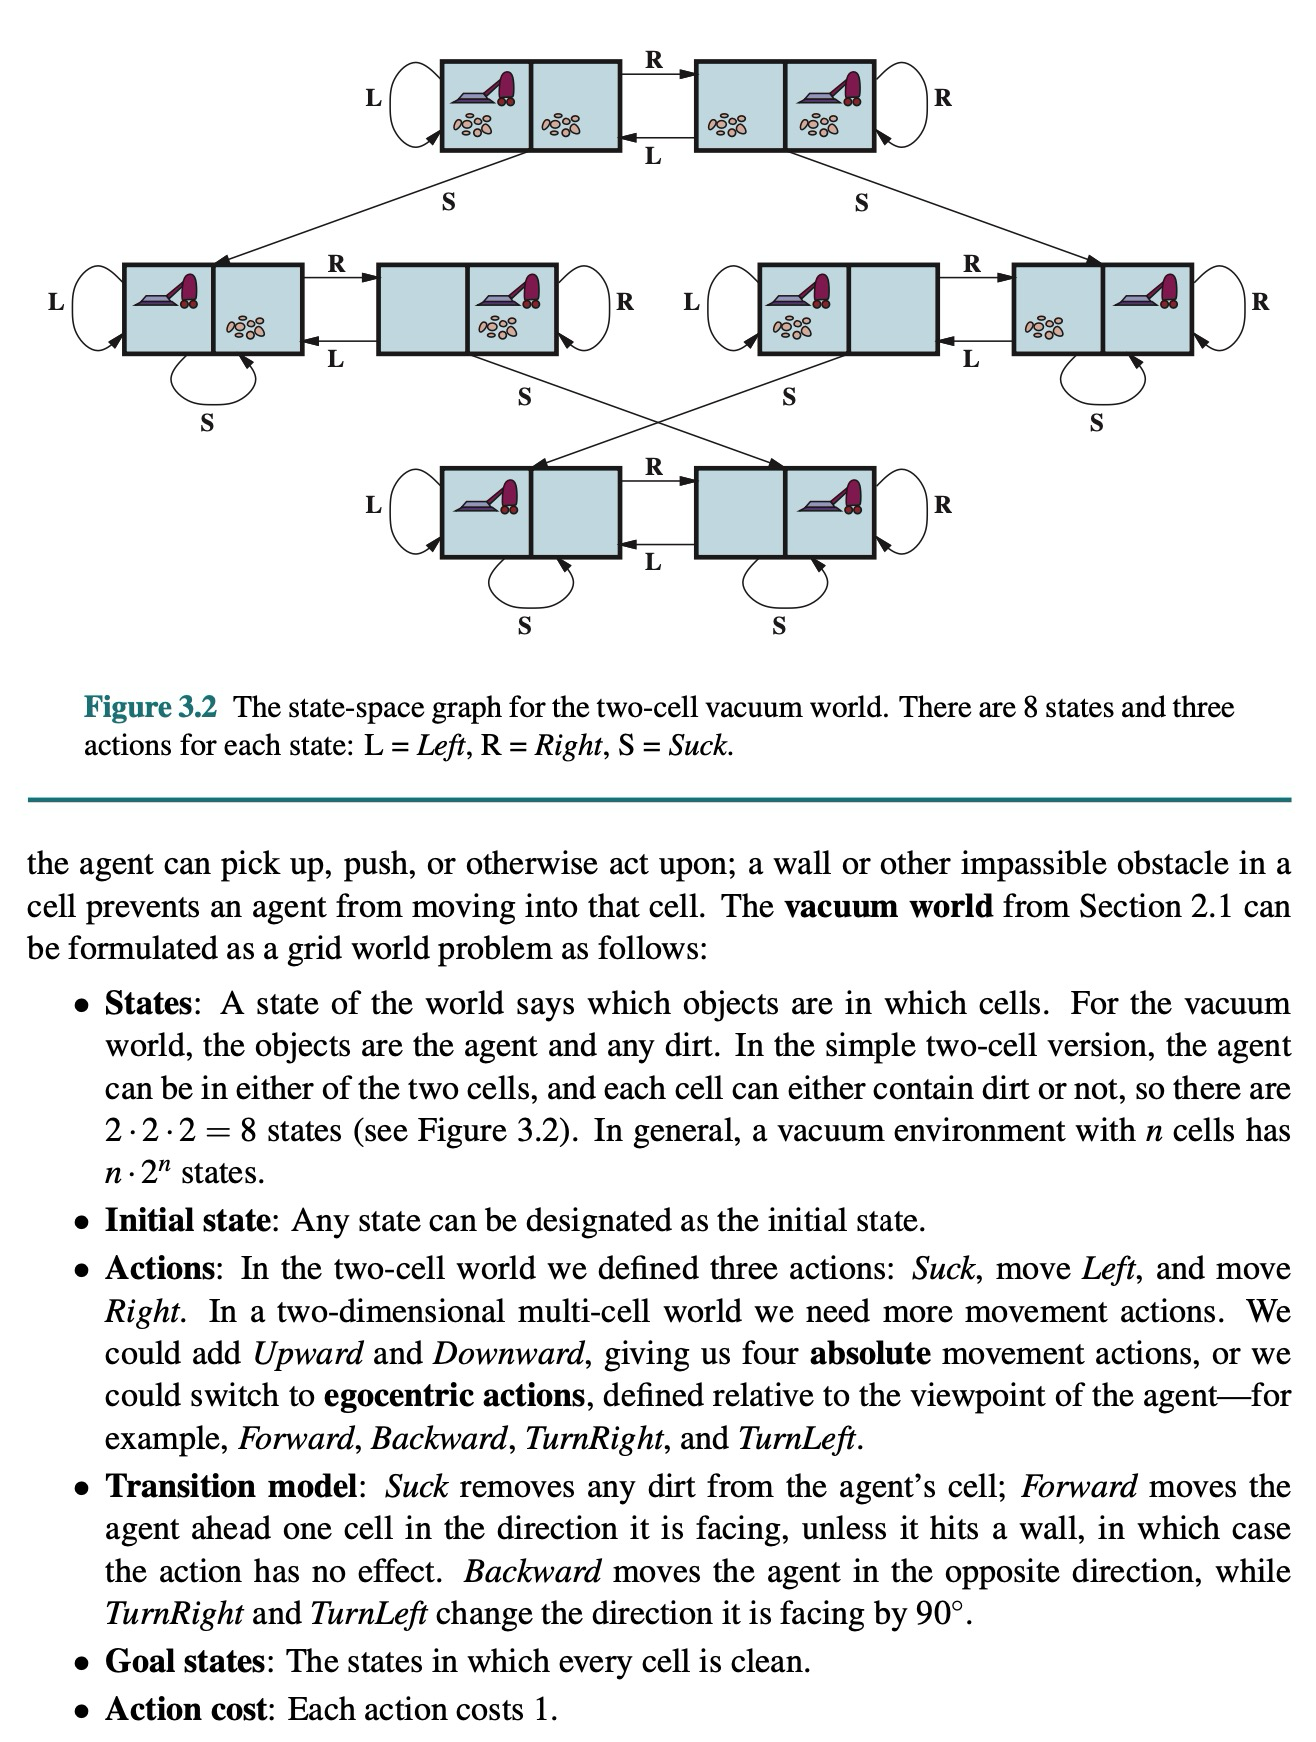 R
L
R
L
S
S
R
R
L
R
L
R
L
L
S
S
S
S
R
L
R
L
S
S
Figure 3.2 The state-space graph for the two-cell vacuum world. There are 8 states and three
actions for each state: L = Left, R = Right, S = Suck.
the agent can pick up, push, or otherwise act upon; a wall or other impassible obstacle in a
cell prevents an agent from moving into that cell. The vacuum world from Section 2.1 can
be formulated as a grid world problem as follows:
• States: A state of the world says which objects are in which cells. For the vacuum
world, the objects are the agent and any dirt. In the simple two-cell version, the agent
can be in either of the two cells, and each cell can either contain dirt or not, so there are
2 · 2 · 2 = 8 states (see Figure 3.2). In general, a vacuum environment with n cells has
n · 2ⁿ states.
• Initial state: Any state can be designated as the initial state.
• Actions: In the two-cell world we defined three actions: Suck, move Left, and move
Right. In a two-dimensional multi-cell world we need more movement actions. We
could add Upward and Downward, giving us four absolute movement actions, or we
could switch to egocentric actions, defined relative to the viewpoint of the agent—for
example, Forward, Backward, TurnRight, and TurnLeft.
• Transition model: Suck removes any dirt from the agent's cell; Forward moves the
agent ahead one cell in the direction it is facing, unless it hits a wall, in which case
the action has no effect. Backward moves the agent in the opposite direction, while
TurnRight and TurnLeft change the direction it is facing by 90°.
• Goal states: The states in which every cell is clean.
• Action cost: Each action costs 1.